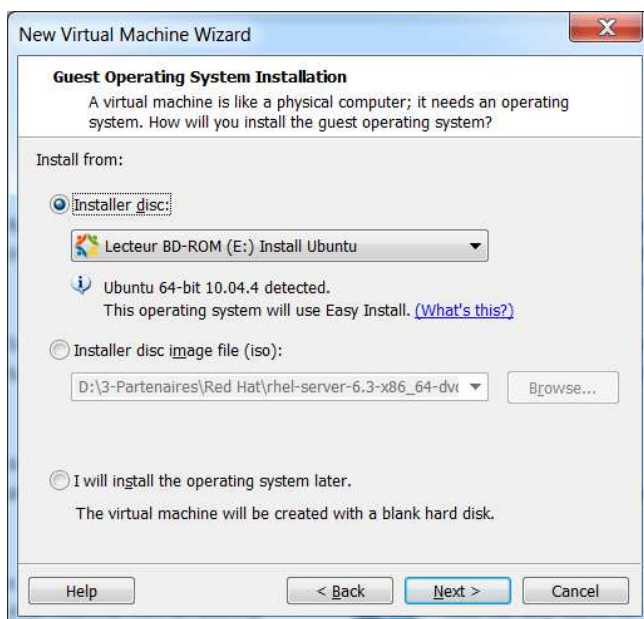 New Virtual Machine Wizard
Guest Operating System Installation
A virtual machine is like a physical computer; it needs an operating
system. How will you install the guest operating system?
Install from:
Installer disc:
Lecteur BD-ROM (E:) Install Ubuntu
Ubuntu 64-bit 10.04.4 detected.
This operating system will use Easy Install. (What's this?)
Installer disc image file (iso):
D:\3-Partenaires\Red Hat\rhel-server-6.3-x86_64-dvd Browse...
I will install the operating system later.
The virtual machine will be created with a blank hard disk.
Help < Back Next > Cancel